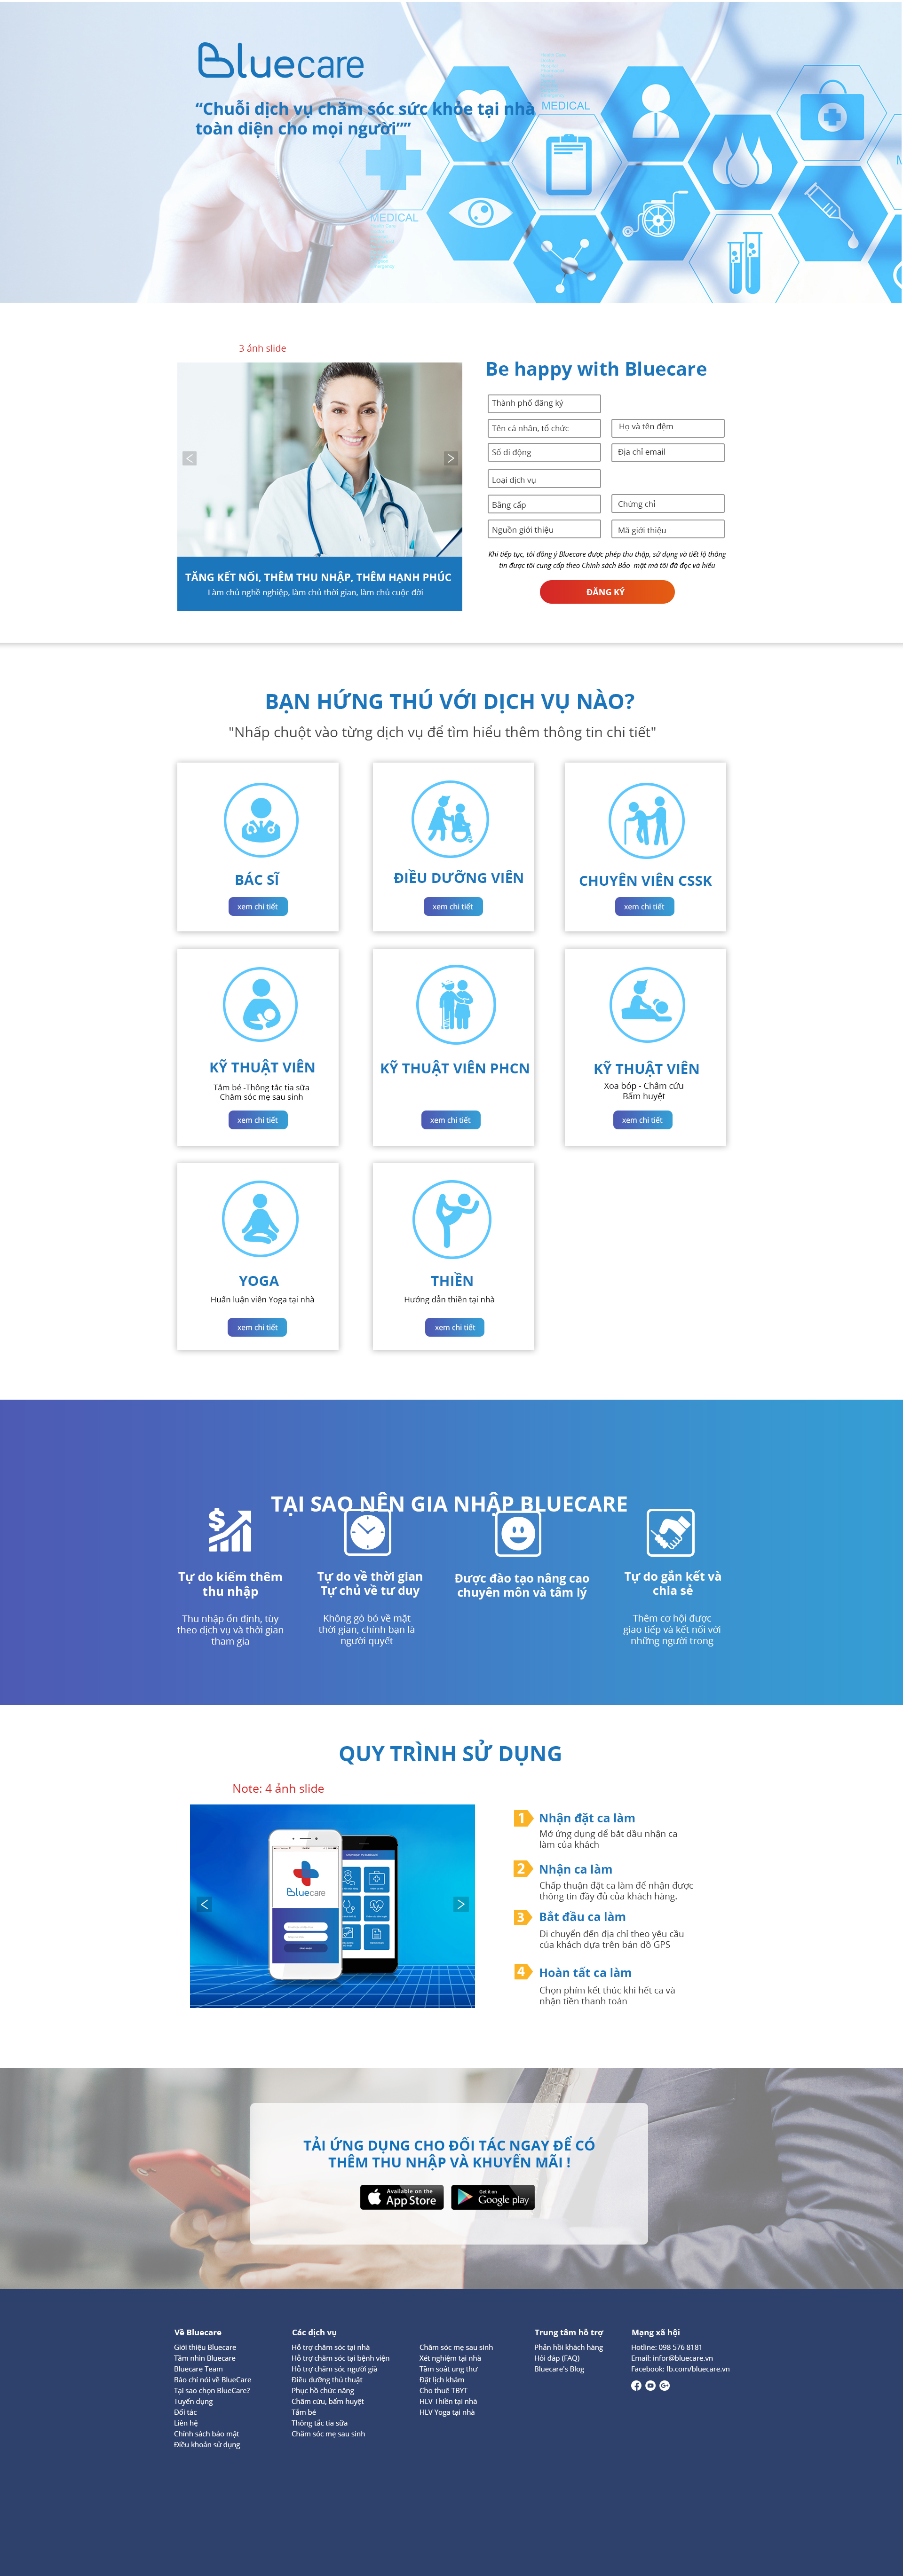 Bluecare
“Chuỗi dịch vụ chăm sóc sức khỏe tại nhà
toàn diện cho mọi người””
MEDICAL
MEDICAL
Emergency
3 ảnh slide
Be happy with Bluecare
Thành phố đăng ký
Tên cá nhân, tổ chức
Họ và tên đệm
Số di động
Địa chỉ email
Loại dịch vụ
Bằng cấp
Chứng chỉ
Nguồn giới thiệu
Mã giới thiệu
Khi tiếp tục, tôi đồng ý Bluecare được phép thu thập, sử dụng và tiết lộ thông
tin được tôi cung cấp theo Chính sách Bảo mật mà tôi đã đọc và hiểu
ĐĂNG KÝ
TĂNG KẾT NỐI, THÊM THU NHẬP, THÊM HẠNH PHÚC
Làm chủ nghề nghiệp, làm chủ thời gian, làm chủ cuộc đời
BẠN HỨNG THÚ VỚI DỊCH VỤ NÀO?
"Nhấp chuột vào từng dịch vụ để tìm hiểu thêm thông tin chi tiết"
BÁC SĨ
xem chi tiết
ĐIỀU DƯỠNG VIÊN
xem chi tiết
CHUYÊN VIÊN CSSK
xem chi tiết
KỸ THUẬT VIÊN
Tắm bé -Thông tắc tia sữa
Chăm sóc mẹ sau sinh
xem chi tiết
KỸ THUẬT VIÊN PHCN
xem chi tiết
KỸ THUẬT VIÊN
Xoa bóp - Châm cứu
Bấm huyệt
xem chi tiết
YOGA
Huấn luận viên Yoga tại nhà
xem chi tiết
THIỀN
Hướng dẫn thiền tại nhà
xem chi tiết
TẠI SAO NÊN GIA NHẬP BLUECARE
Tự do kiếm thêm
thu nhập
Thu nhập ổn định, tùy
theo dịch vụ và thời gian
tham gia
Tự do về thời gian
Tự chủ về tư duy
Không gò bó về mặt
thời gian, chính bạn là
người quyết
Được đào tạo nâng cao
chuyên môn và tâm lý
Tự do gắn kết và
chia sẻ
Thêm cơ hội được
giao tiếp và kết nối với
những người trong
QUY TRÌNH SỬ DỤNG
Note: 4 ảnh slide
Bluecare
1 Nhận đặt ca làm
Mở ứng dụng để bắt đầu nhận ca
làm của khách
2 Nhận ca làm
Chấp thuận đặt ca làm để nhận được
thông tin đầy đủ của khách hàng.
3 Bắt đầu ca làm
Di chuyển đến địa chỉ theo yêu cầu
của khách dựa trên bản đồ GPS
4 Hoàn tất ca làm
Chọn phím kết thúc khi hết ca và
nhận tiền thanh toán
TẢI ỨNG DỤNG CHO ĐỐI TÁC NGAY ĐỂ CÓ
THÊM THU NHẬP VÀ KHUYẾN MÃI !
Available on the
App Store
Get it on
Google play
Về Bluecare
Giới thiệu Bluecare
Tầm nhìn Bluecare
Bluecare Team
Báo chí nói về BlueCare
Tại sao chọn BlueCare?
Tuyển dụng
Đối tác
Liên hệ
Chính sách bảo mật
Điều khoản sử dụng
Các dịch vụ
Hỗ trợ chăm sóc tại nhà
Hỗ trợ chăm sóc tại bệnh viện
Hỗ trợ chăm sóc người già
Điều dưỡng thủ thuật
Phục hồ chức năng
Châm cứu, bấm huyệt
Tắm bé
Thông tắc tia sữa
Chăm sóc mẹ sau sinh
Chăm sóc mẹ sau sinh
Xét nghiệm tại nhà
Tầm soát ung thư
Đặt lịch khám
Cho thuê TBYT
HLV Thiền tại nhà
HLV Yoga tại nhà
Trung tâm hỗ trợ
Phản hồi khách hàng
Hỏi đáp (FAQ)
Bluecare's Blog
Mạng xã hội
Hotline: 098 576 8181
Email: infor@bluecare.vn
Facebook: fb.com/bluecare.vn